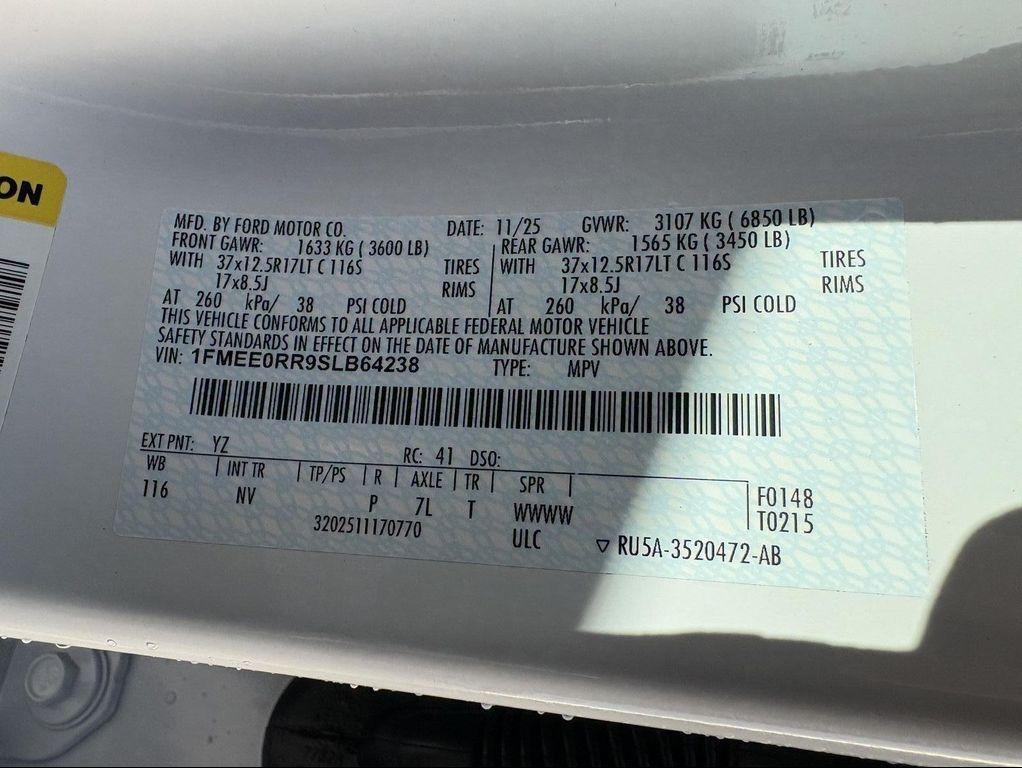 ON
MFD. BY FORD MOTOR CO. DATE: 11/25 GVWR: 3107 KG ( 6850 LB)
FRONT GAWR: 1633 KG ( 3600 LB) REAR GAWR: 1565 KG ( 3450 LB)
WITH 37x12.5R17LT C 116S TIRES WITH 37x12.5R17LT C 116S TIRES
17x8.5J RIMS 17x8.5J RIMS
AT 260 kPa/ 38 PSI COLD AT 260 kPa/ 38 PSI COLD
THIS VEHICLE CONFORMS TO ALL APPLICABLE FEDERAL MOTOR VEHICLE
SAFETY STANDARDS IN EFFECT ON THE DATE OF MANUFACTURE SHOWN ABOVE.
VIN: 1FMEE0RR9SLB64238 TYPE: MPV
EXT PNT: YZ RC: 41 DSO:
WB INT TR TP/PS R AXLE TR SPR
116 NV P 7L T WWWW F0148
T0215
3202511170770 ULC ▽ RU5A-3520472-AB